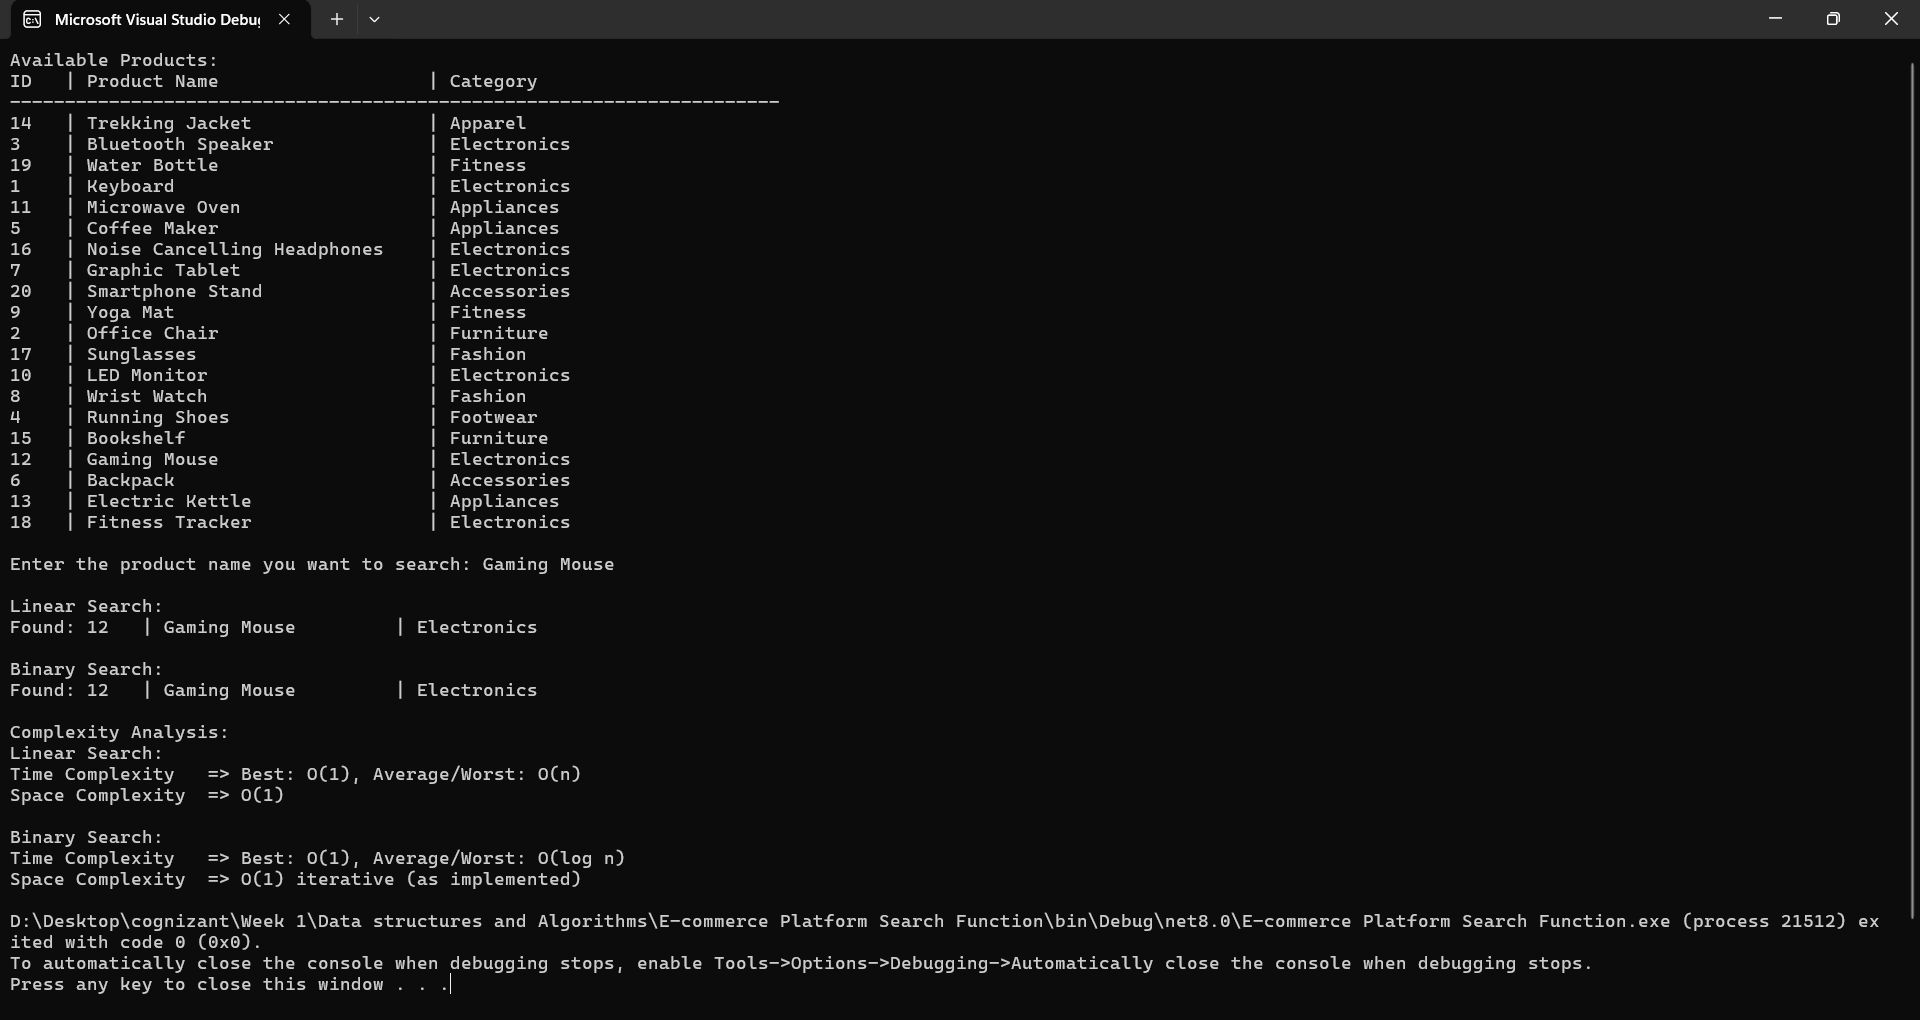 Microsoft Visual Studio Debug
Available Products:
ID   | Product Name                   | Category
----------------------------------------------------------------------
14   | Trekking Jacket                | Apparel
3    | Bluetooth Speaker              | Electronics
19   | Water Bottle                   | Fitness
1    | Keyboard                       | Electronics
11   | Microwave Oven                 | Appliances
5    | Coffee Maker                   | Appliances
16   | Noise Cancelling Headphones    | Electronics
7    | Graphic Tablet                 | Electronics
20   | Smartphone Stand               | Accessories
9    | Yoga Mat                       | Fitness
2    | Office Chair                   | Furniture
17   | Sunglasses                     | Fashion
10   | LED Monitor                    | Electronics
8    | Wrist Watch                    | Fashion
4    | Running Shoes                  | Footwear
15   | Bookshelf                      | Furniture
12   | Gaming Mouse                   | Electronics
6    | Backpack                       | Accessories
13   | Electric Kettle                | Appliances
18   | Fitness Tracker                | Electronics
Enter the product name you want to search: Gaming Mouse
Linear Search:
Found: 12   | Gaming Mouse         | Electronics
Binary Search:
Found: 12   | Gaming Mouse         | Electronics
Complexity Analysis:
Linear Search:
Time Complexity   => Best: O(1), Average/Worst: O(n)
Space Complexity  => O(1)
Binary Search:
Time Complexity   => Best: O(1), Average/Worst: O(log n)
Space Complexity  => O(1) iterative (as implemented)
D:\Desktop\cognizant\Week 1\Data structures and Algorithms\E-commerce Platform Search Function\bin\Debug\net8.0\E-commerce Platform Search Function.exe (process 21512) ex
ited with code 0 (0x0).
To automatically close the console when debugging stops, enable Tools->Options->Debugging->Automatically close the console when debugging stops.
Press any key to close this window . . .